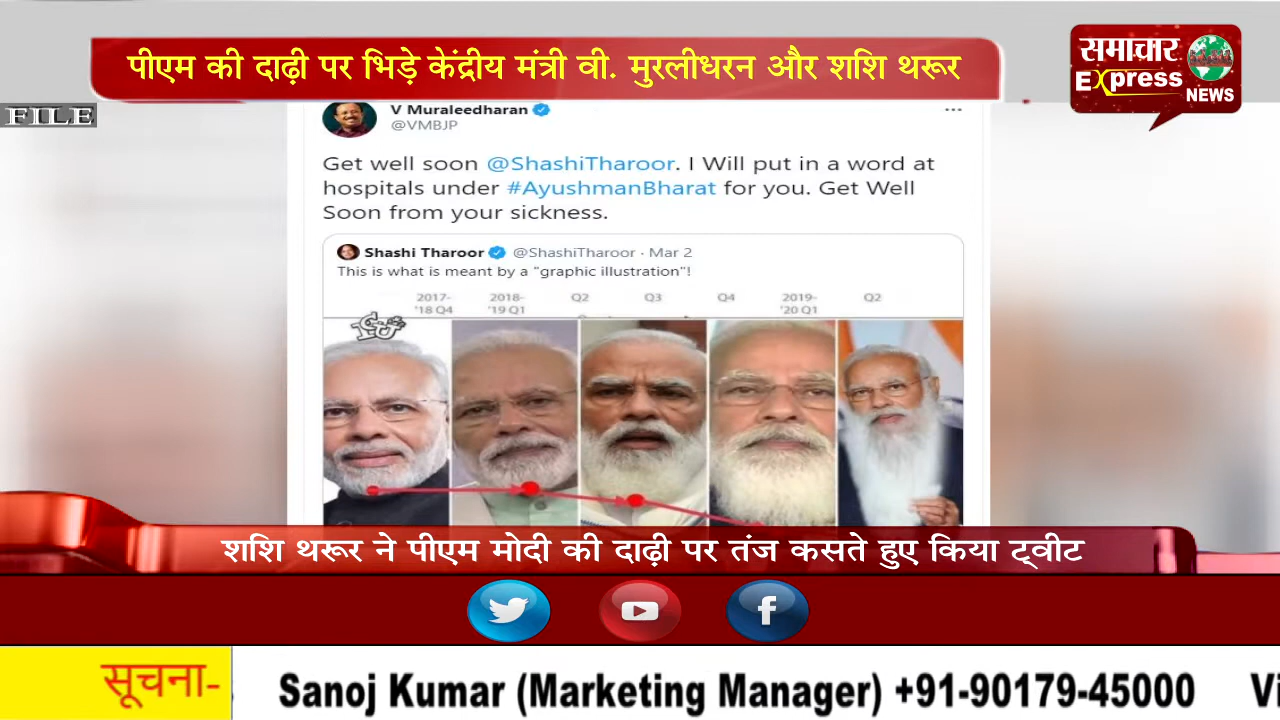 पीएम की दाढ़ी पर भिड़े केंद्रीय मंत्री वी. मुरलीधरन और शशि थरूर
समाचार
Express
NEWS
FILE
V Muraleedharan
@VMBJP
Get well soon @ShashiTharoor. I Will put in a word at
hospitals under #AyushmanBharat for you. Get Well
Soon from your sickness.
Shashi Tharoor @ShashiTharoor · Mar 2
This is what is meant by a "graphic illustration"!
2017-'18 Q4 2018-'19 Q1 Q2 Q3 Q4 2019-'20 Q1 Q2
शशि थरूर ने पीएम मोदी की दाढ़ी पर तंज कसते हुए किया ट्वीट
सूचना-
Sanoj Kumar (Marketing Manager) +91-90179-45000 Vi